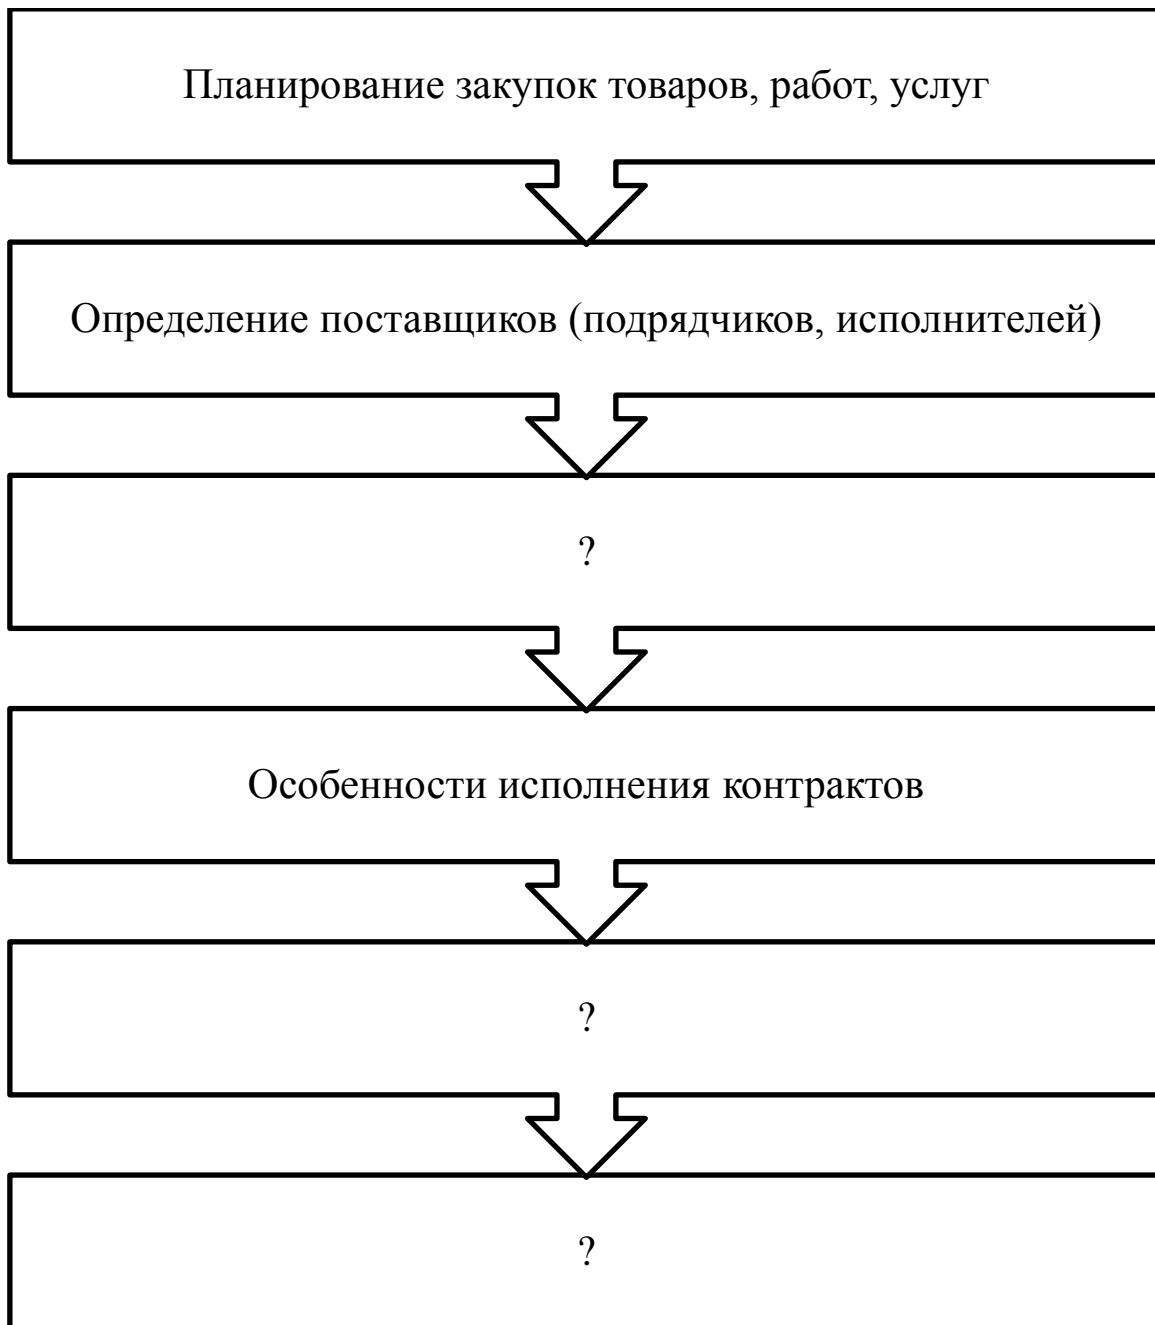 Планирование закупок товаров, работ, услуг
Определение поставщиков (подрядчиков, исполнителей)
?
Особенности исполнения контрактов
?
?